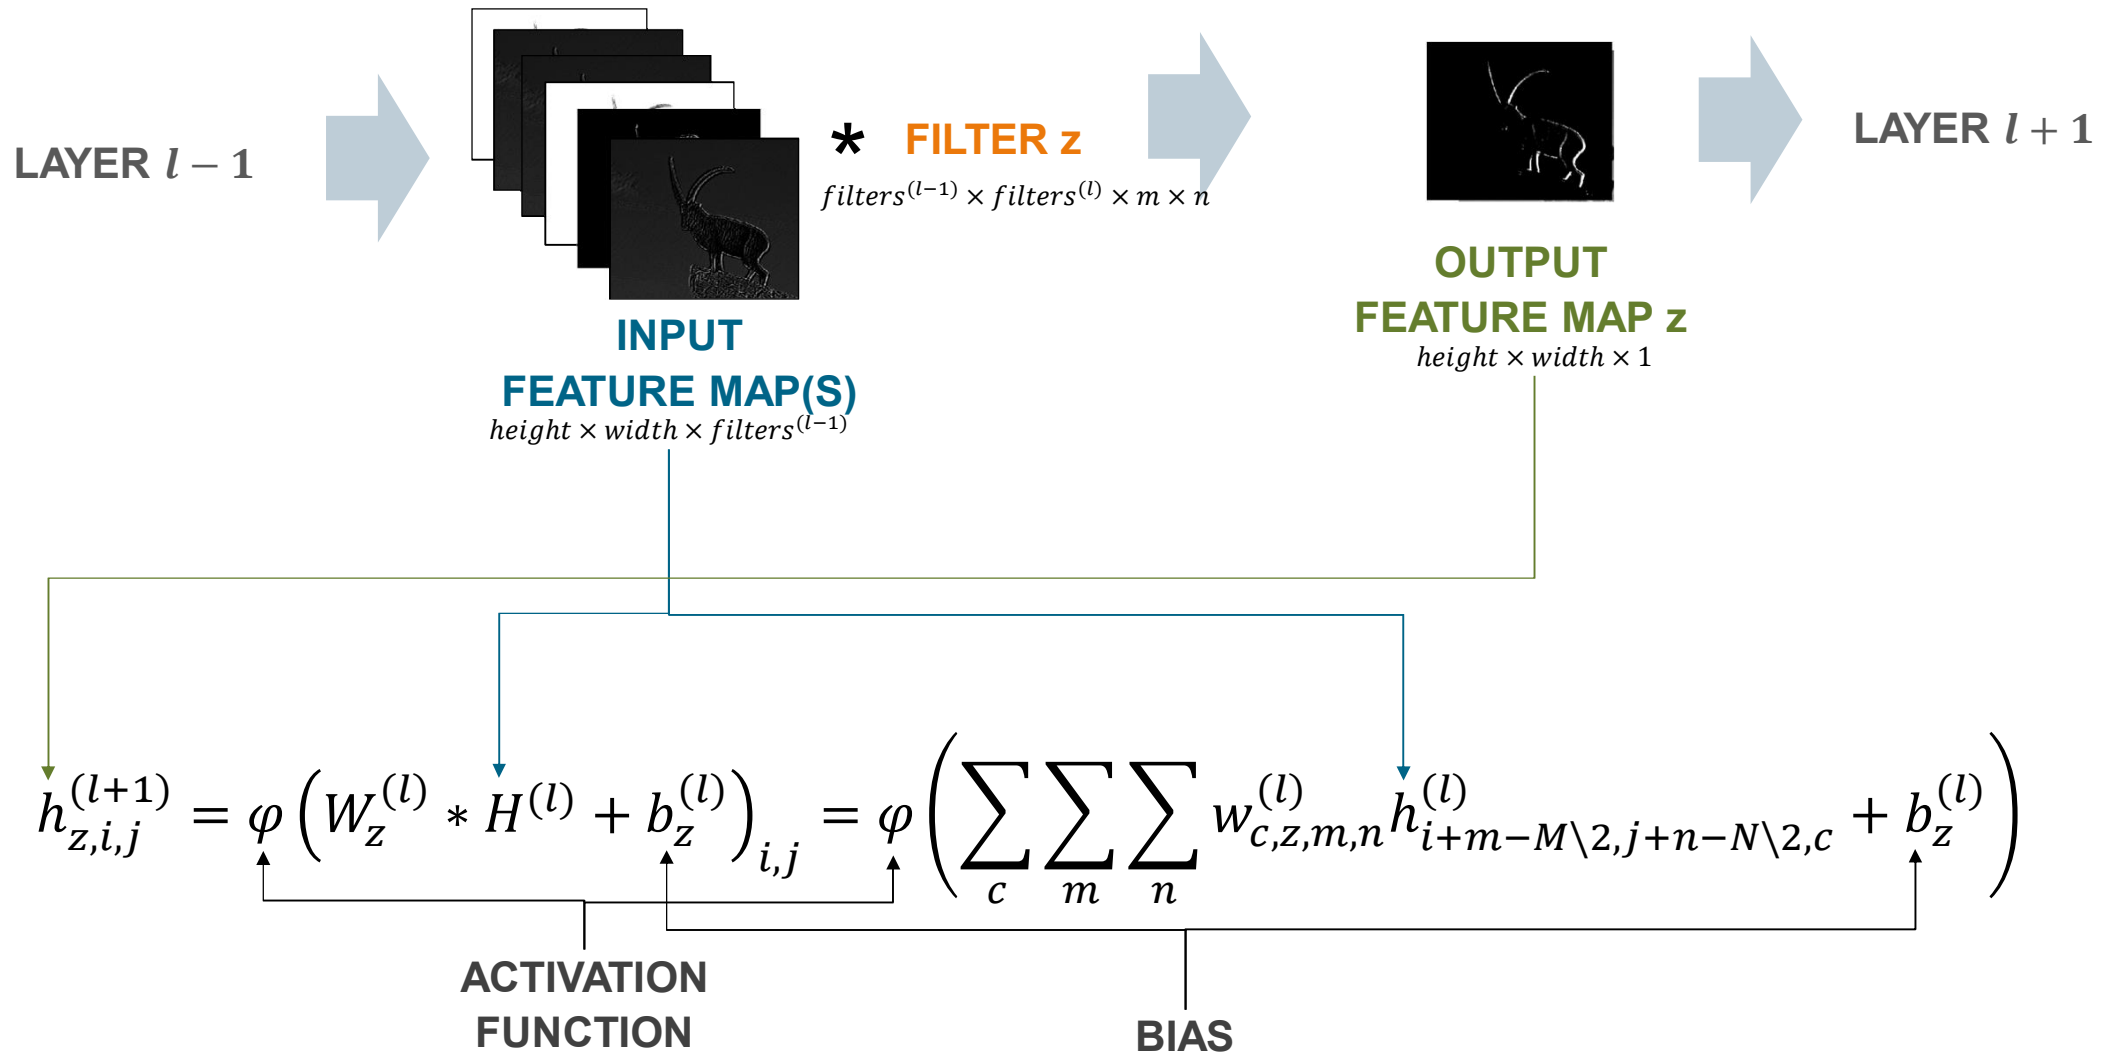 LAYER l − 1
* FILTER z
filters^(l−1) × filters^(l) × m × n
LAYER l + 1
INPUT
FEATURE MAP(S)
height × width × filters^(l−1)
OUTPUT
FEATURE MAP z
height × width × 1
h_{z,i,j}^{(l+1)} = φ(W_z^{(l)} ∗ H^{(l)} + b_z^{(l)})_{i,j} = φ(∑_c ∑_m ∑_n w_{c,z,m,n}^{(l)} h_{i+m−M\2,j+n−N\2,c}^{(l)} + b_z^{(l)})
ACTIVATION
FUNCTION
BIAS